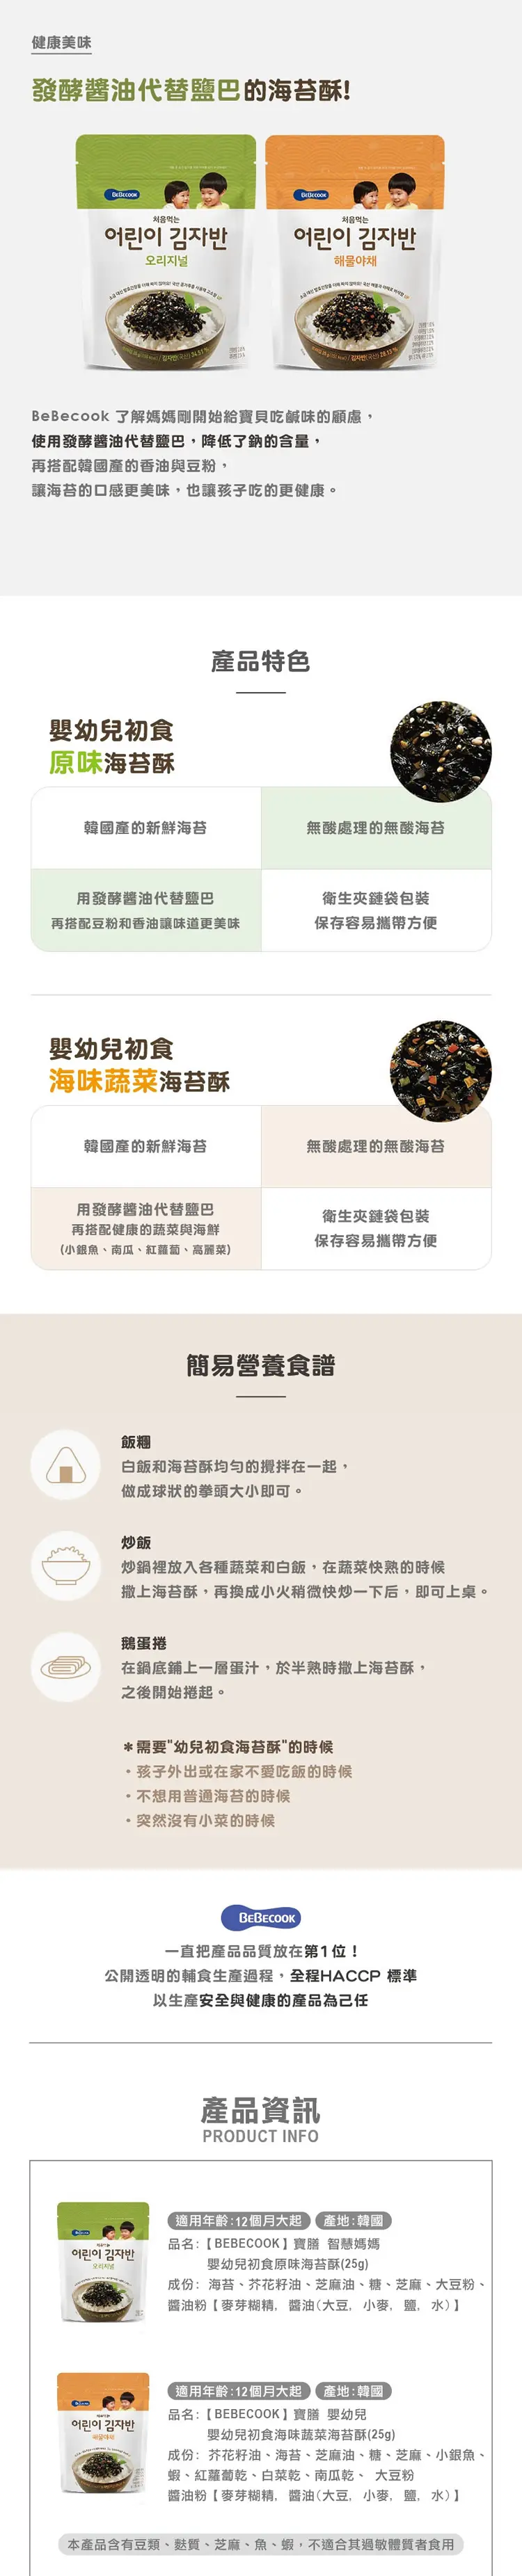 健康美味
發酵醬油代替鹽巴的海苔酥!
BEBECOOK
처음먹는
어린이 김자반
오리지널
BEBECOOK
처음먹는
어린이 김자반
해물야채
BeBecook 了解媽媽剛開始給寶貝吃鹹味的顧慮，
使用發酵醬油代替鹽巴，降低了鈉的含量，
再搭配韓國產的香油與豆粉，
讓海苔的口感更美味，也讓孩子吃的更健康。
產品特色
嬰幼兒初食
原味海苔酥
韓國產的新鮮海苔
無酸處理的無酸海苔
用發酵醬油代替鹽巴
再搭配豆粉和香油讓味道更美味
衛生夾鏈袋包裝
保存容易攜帶方便
嬰幼兒初食
海味蔬菜海苔酥
韓國產的新鮮海苔
無酸處理的無酸海苔
用發酵醬油代替鹽巴
再搭配健康的蔬菜與海鮮
(小銀魚、南瓜、紅蘿蔔、高麗菜)
衛生夾鏈袋包裝
保存容易攜帶方便
簡易營養食譜
飯糰
白飯和海苔酥均勻的攪拌在一起，
做成球狀的拳頭大小即可。
炒飯
炒鍋裡放入各種蔬菜和白飯，在蔬菜快熟的時候
撒上海苔酥，再換成小火稍微快炒一下后，即可上桌。
鵝蛋捲
在鍋底鋪上一層蛋汁，於半熟時撒上海苔酥，
之後開始捲起。
＊需要"幼兒初食海苔酥"的時候
・孩子外出或在家不愛吃飯的時候
・不想用普通海苔的時候
・突然沒有小菜的時候
BEBECOOK
一直把產品品質放在第1位！
公開透明的輔食生產過程，全程HACCP 標準
以生產安全與健康的產品為己任
產品資訊
PRODUCT INFO
어린이 김자반
오리지널
適用年齡:12個月大起 產地:韓國
品名:【BEBECOOK】寶膳 智慧媽媽
嬰幼兒初食原味海苔酥(25g)
成份: 海苔、芥花籽油、芝麻油、糖、芝麻、大豆粉、
醬油粉【麥芽糊精, 醬油(大豆, 小麥, 鹽, 水)】
어린이 김자반
해물야채
適用年齡:12個月大起 產地:韓國
品名:【BEBECOOK】寶膳 嬰幼兒
嬰幼兒初食海味蔬菜海苔酥(25g)
成份: 芥花籽油、海苔、芝麻油、糖、芝麻、小銀魚、
蝦、紅蘿蔔乾、白菜乾、南瓜乾、 大豆粉
醬油粉【麥芽糊精, 醬油(大豆, 小麥, 鹽, 水)】
本產品含有豆類、麩質、芝麻、魚、蝦，不適合其過敏體質者食用